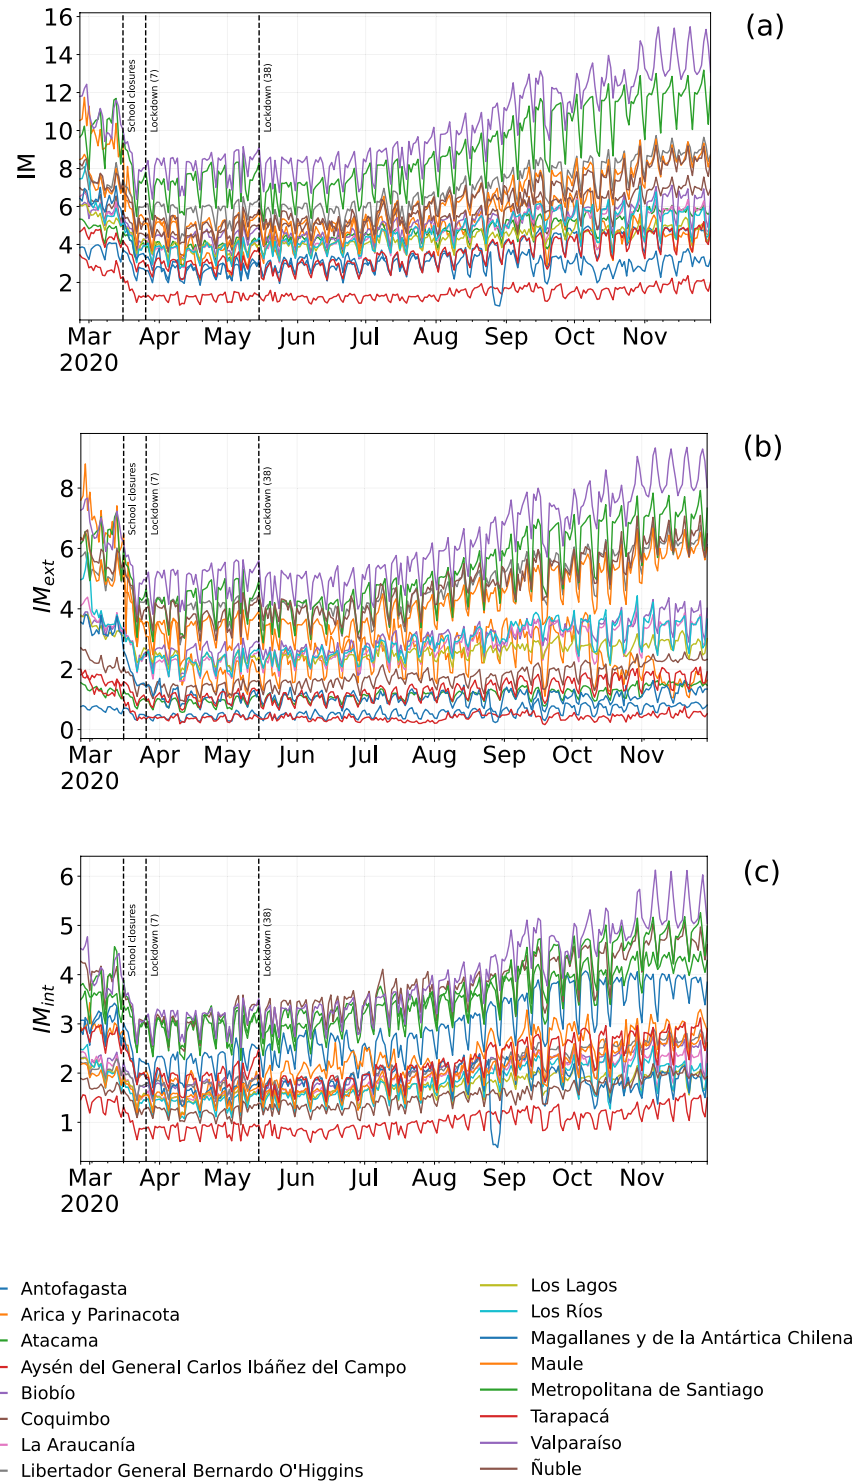 (a)
IM
16
14
12
10
8
6
4
2
School closures
Lockdown (7)
Lockdown (38)
Mar Apr May Jun Jul Aug Sep Oct Nov
2020
(b)
IM_ext
8
6
4
2
0
School closures
Lockdown (7)
Lockdown (38)
Mar Apr May Jun Jul Aug Sep Oct Nov
2020
(c)
IM_int
6
5
4
3
2
1
School closures
Lockdown (7)
Lockdown (38)
Mar Apr May Jun Jul Aug Sep Oct Nov
2020
Antofagasta
Arica y Parinacota
Atacama
Aysén del General Carlos Ibáñez del Campo
Biobío
Coquimbo
La Araucanía
Libertador General Bernardo O'Higgins
Los Lagos
Los Ríos
Magallanes y de la Antártica Chilena
Maule
Metropolitana de Santiago
Tarapacá
Valparaíso
Ñuble